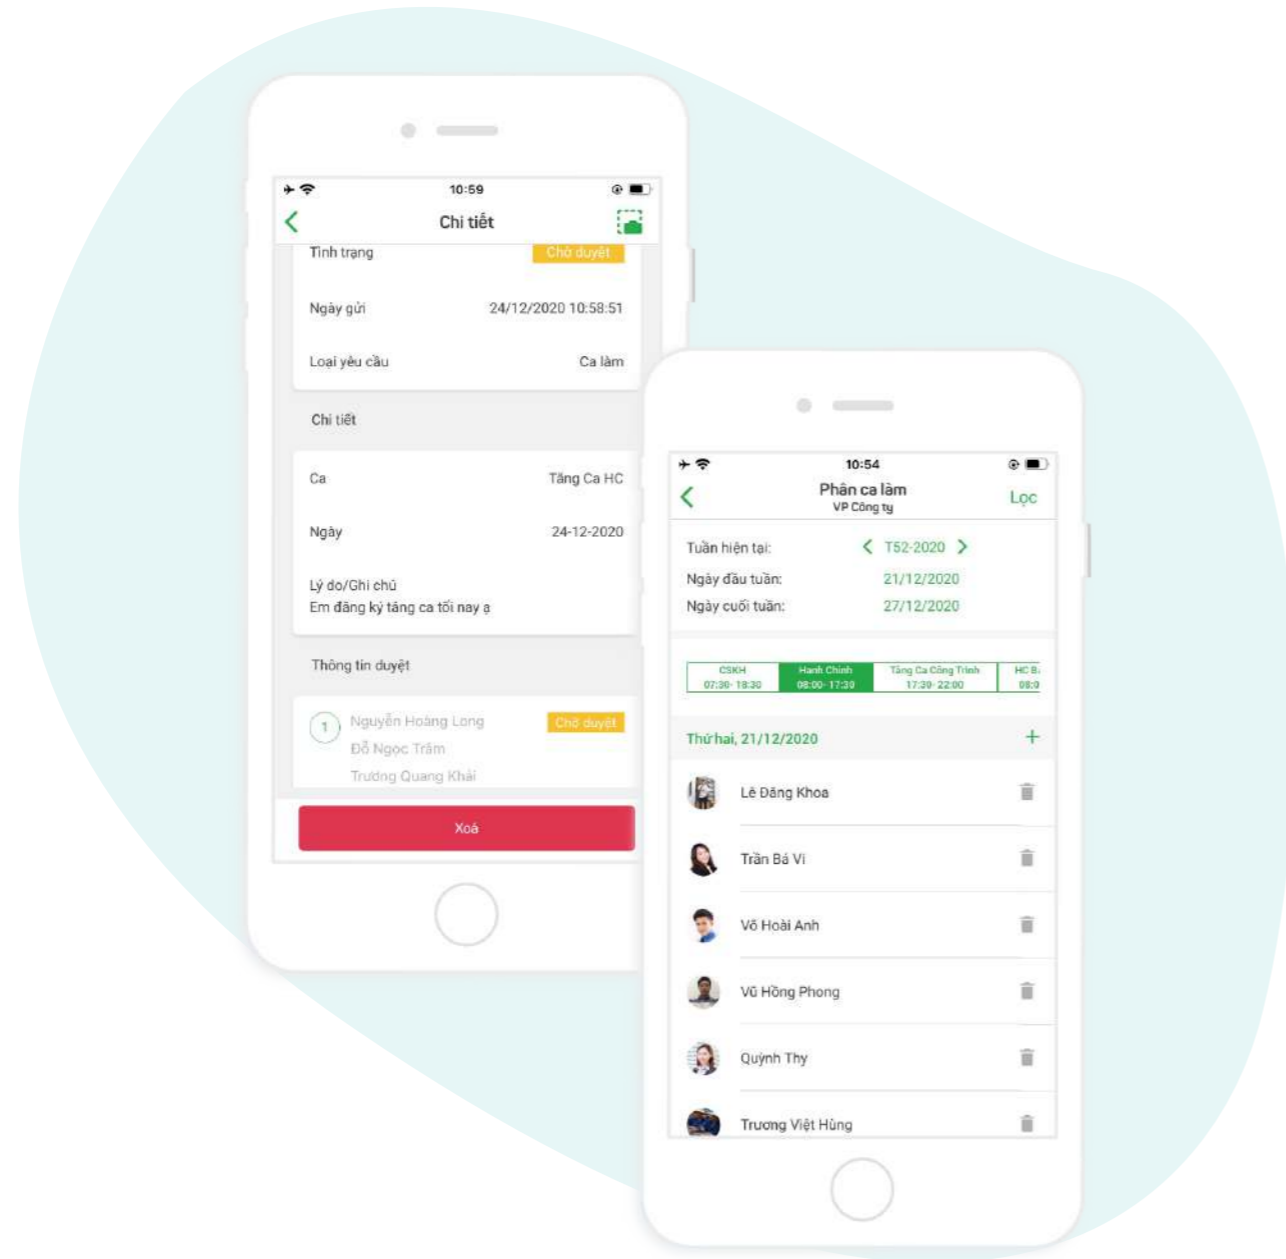 10:59
Chi tiết
Tình trạng Chờ duyệt
Ngày gửi 24/12/2020 10:58:51
Loại yêu cầu Ca làm
Chi tiết
Ca Tăng Ca HC
Ngày 24-12-2020
Lý do/Ghi chú
Em đăng ký tăng ca tối nay ạ
Thông tin duyệt
1 Nguyễn Hoàng Long Chờ duyệt
Đỗ Ngọc Trâm
Trương Quang Khải
Xoá
10:54
Phân ca làm Lọc
VP Công ty
Tuần hiện tại: T52-2020
Ngày đầu tuần: 21/12/2020
Ngày cuối tuần: 27/12/2020
CSKH Hanh Chinh Tăng Ca Công Trình HC B
07:30- 18:30 08:00- 17:30 17:30- 22:00 08:0
Thứ hai, 21/12/2020 +
Lê Đăng Khoa
Trần Bá Vi
Võ Hoài Anh
Vũ Hồng Phong
Quỳnh Thy
Trương Việt Hùng